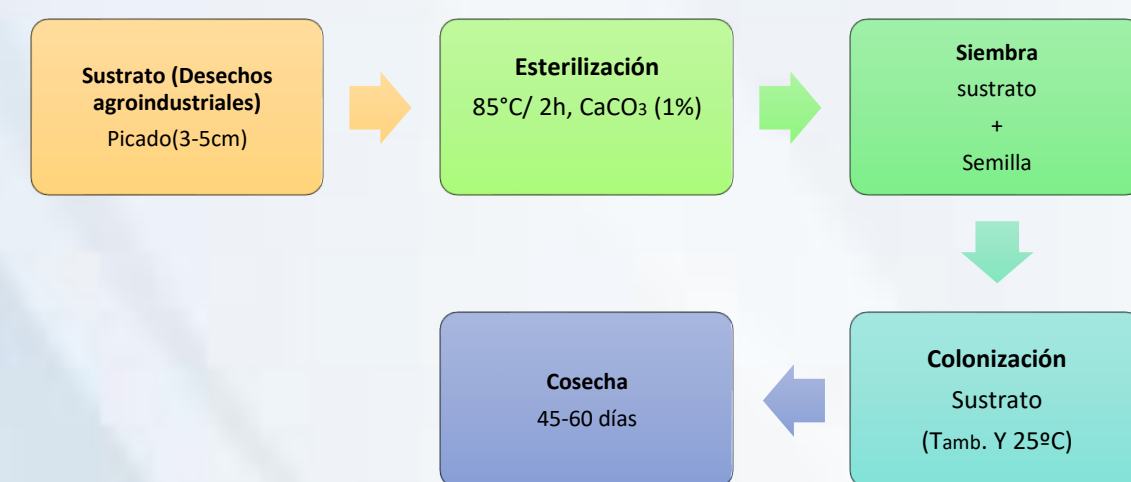 Sustrato (Desechos
agroindustriales)
Picado(3-5cm)
Esterilización
85°C/ 2h, CaCO₃ (1%)
Siembra
sustrato
+
Semilla
Colonización
Sustrato
(Tamb. Y 25ºC)
Cosecha
45-60 días